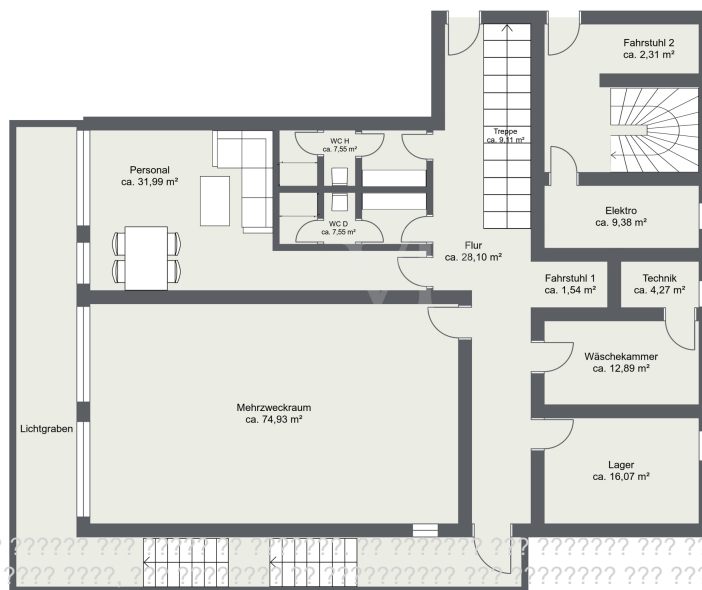 Fahrstuhl 2
ca. 2,31 m²
Treppe
ca. 9,11 m²
WC H
ca. 7,55 m²
Personal
ca. 31,99 m²
Elektro
ca. 9,38 m²
WC D
ca. 7,55 m²
Flur
ca. 28,10 m²
Fahrstuhl 1
ca. 1,54 m²
Technik
ca. 4,27 m²
Wäschekammer
ca. 12,89 m²
Mehrzweckraum
ca. 74,93 m²
Lichtgraben
Lager
ca. 16,07 m²